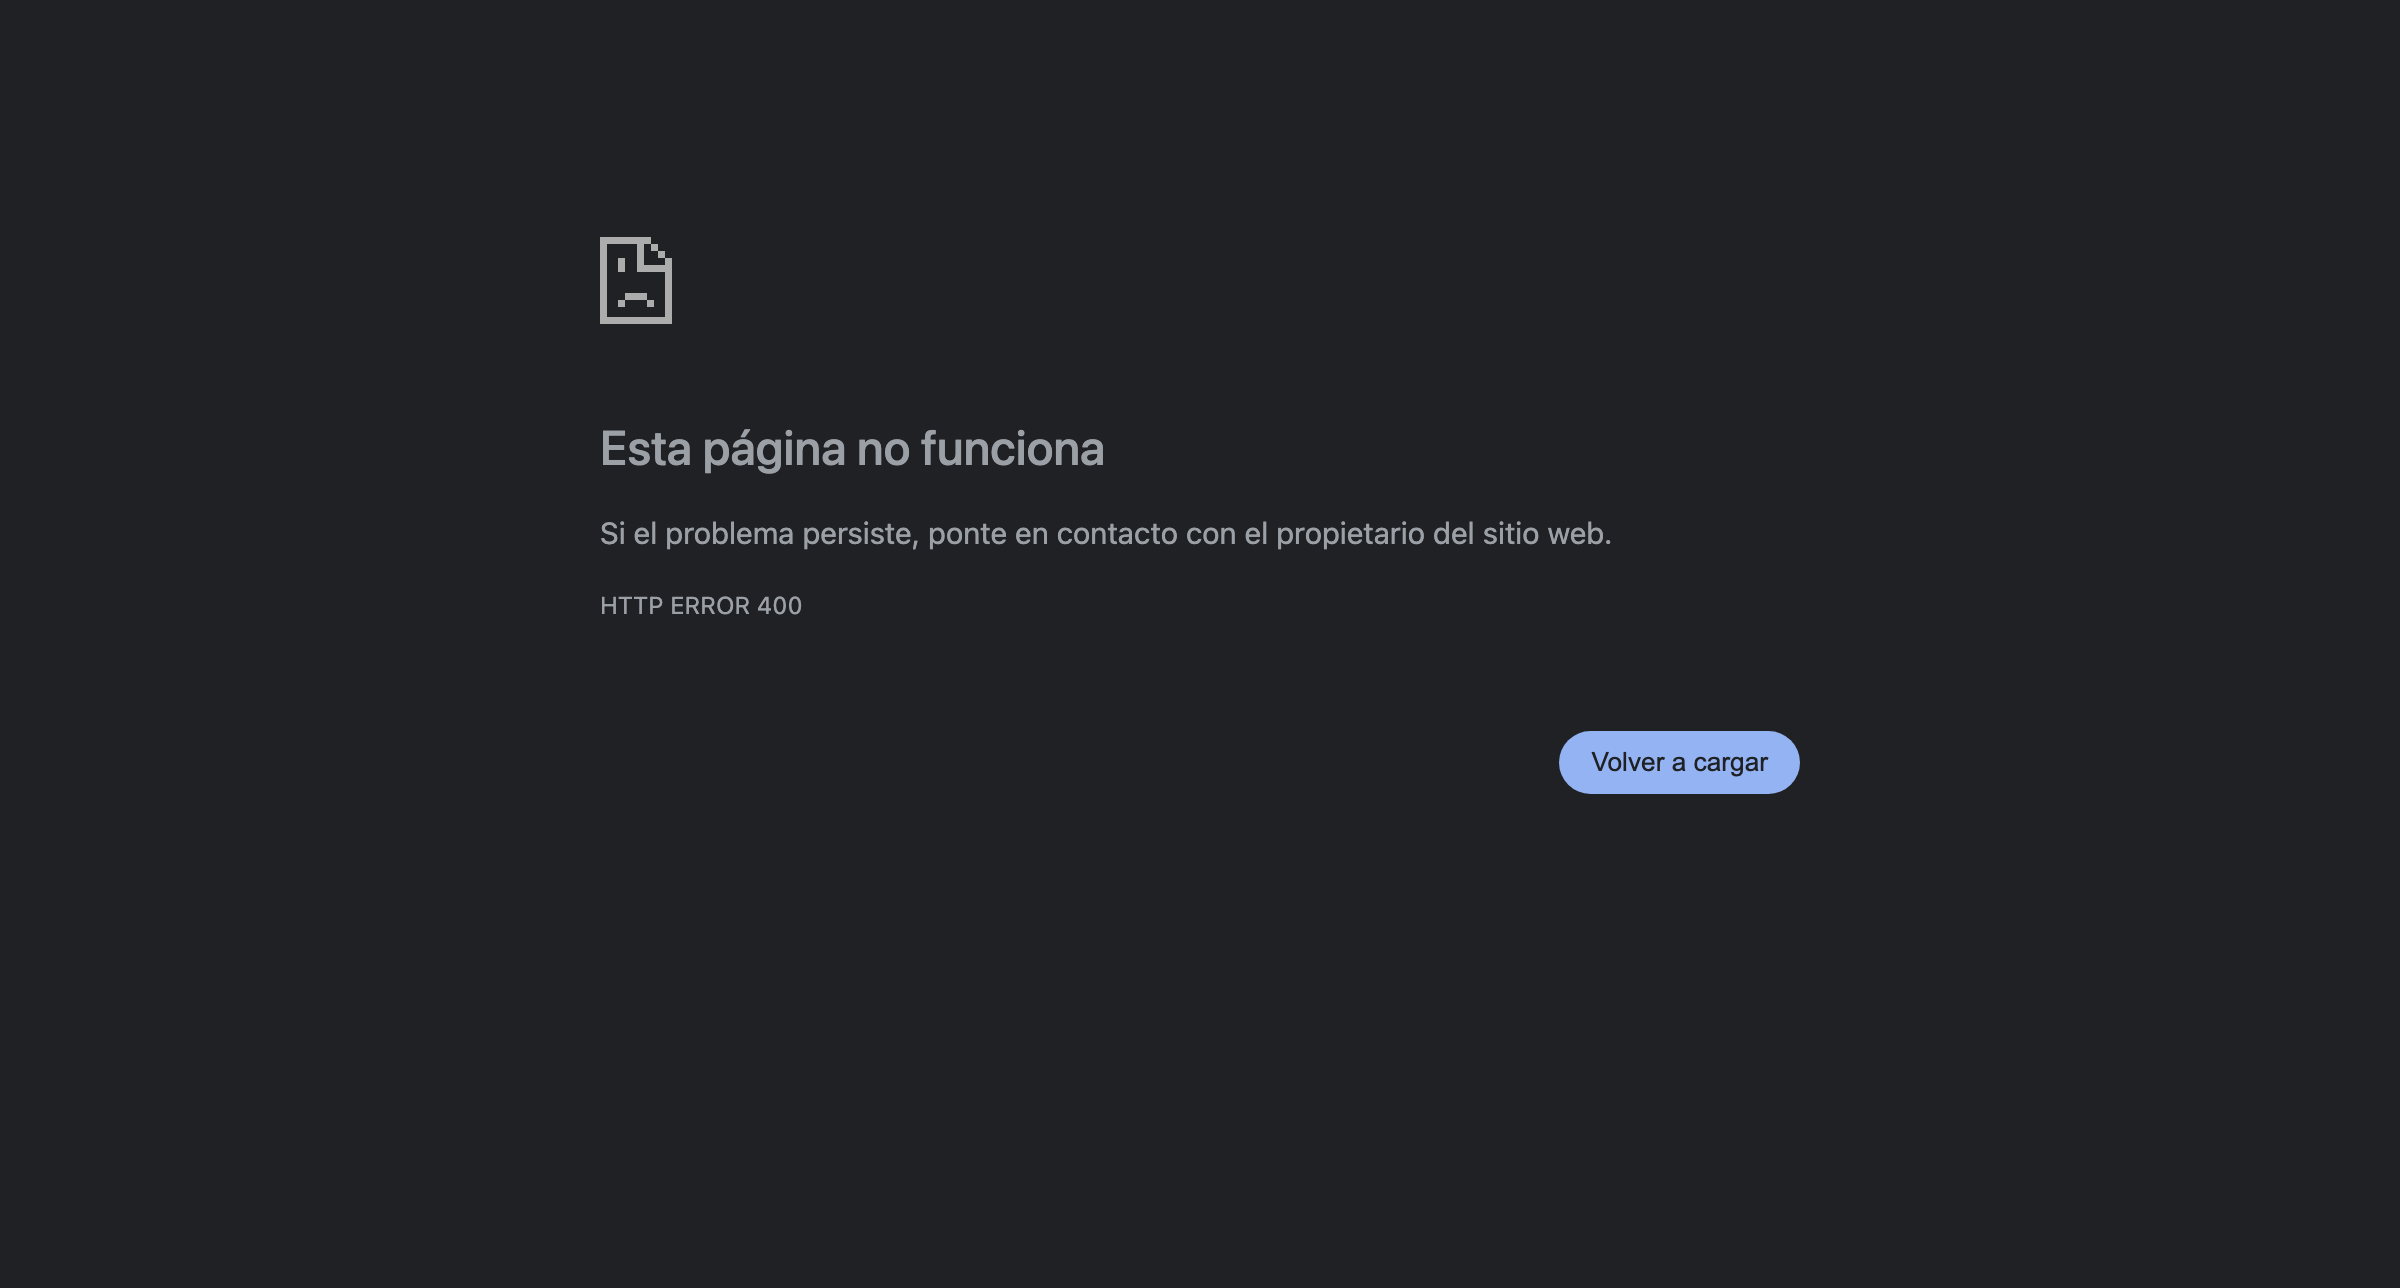 Esta página no funciona
Si el problema persiste, ponte en contacto con el propietario del sitio web.
HTTP ERROR 400
Volver a cargar